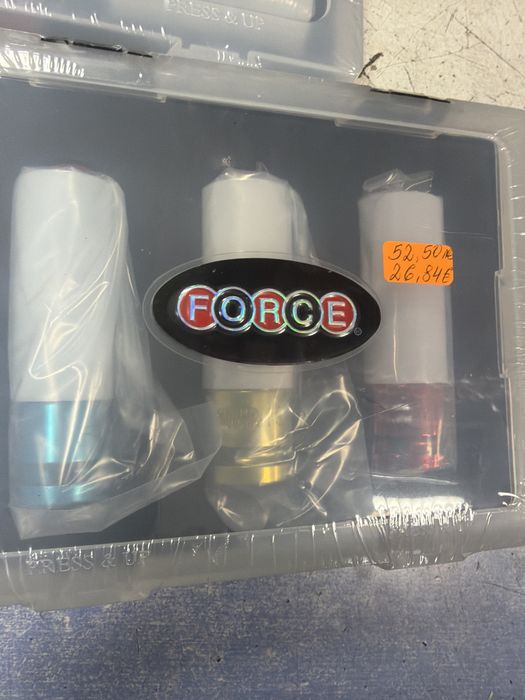 PRESS & UP
52,50лв
26,84€
FORCE
®
PRESS & UP